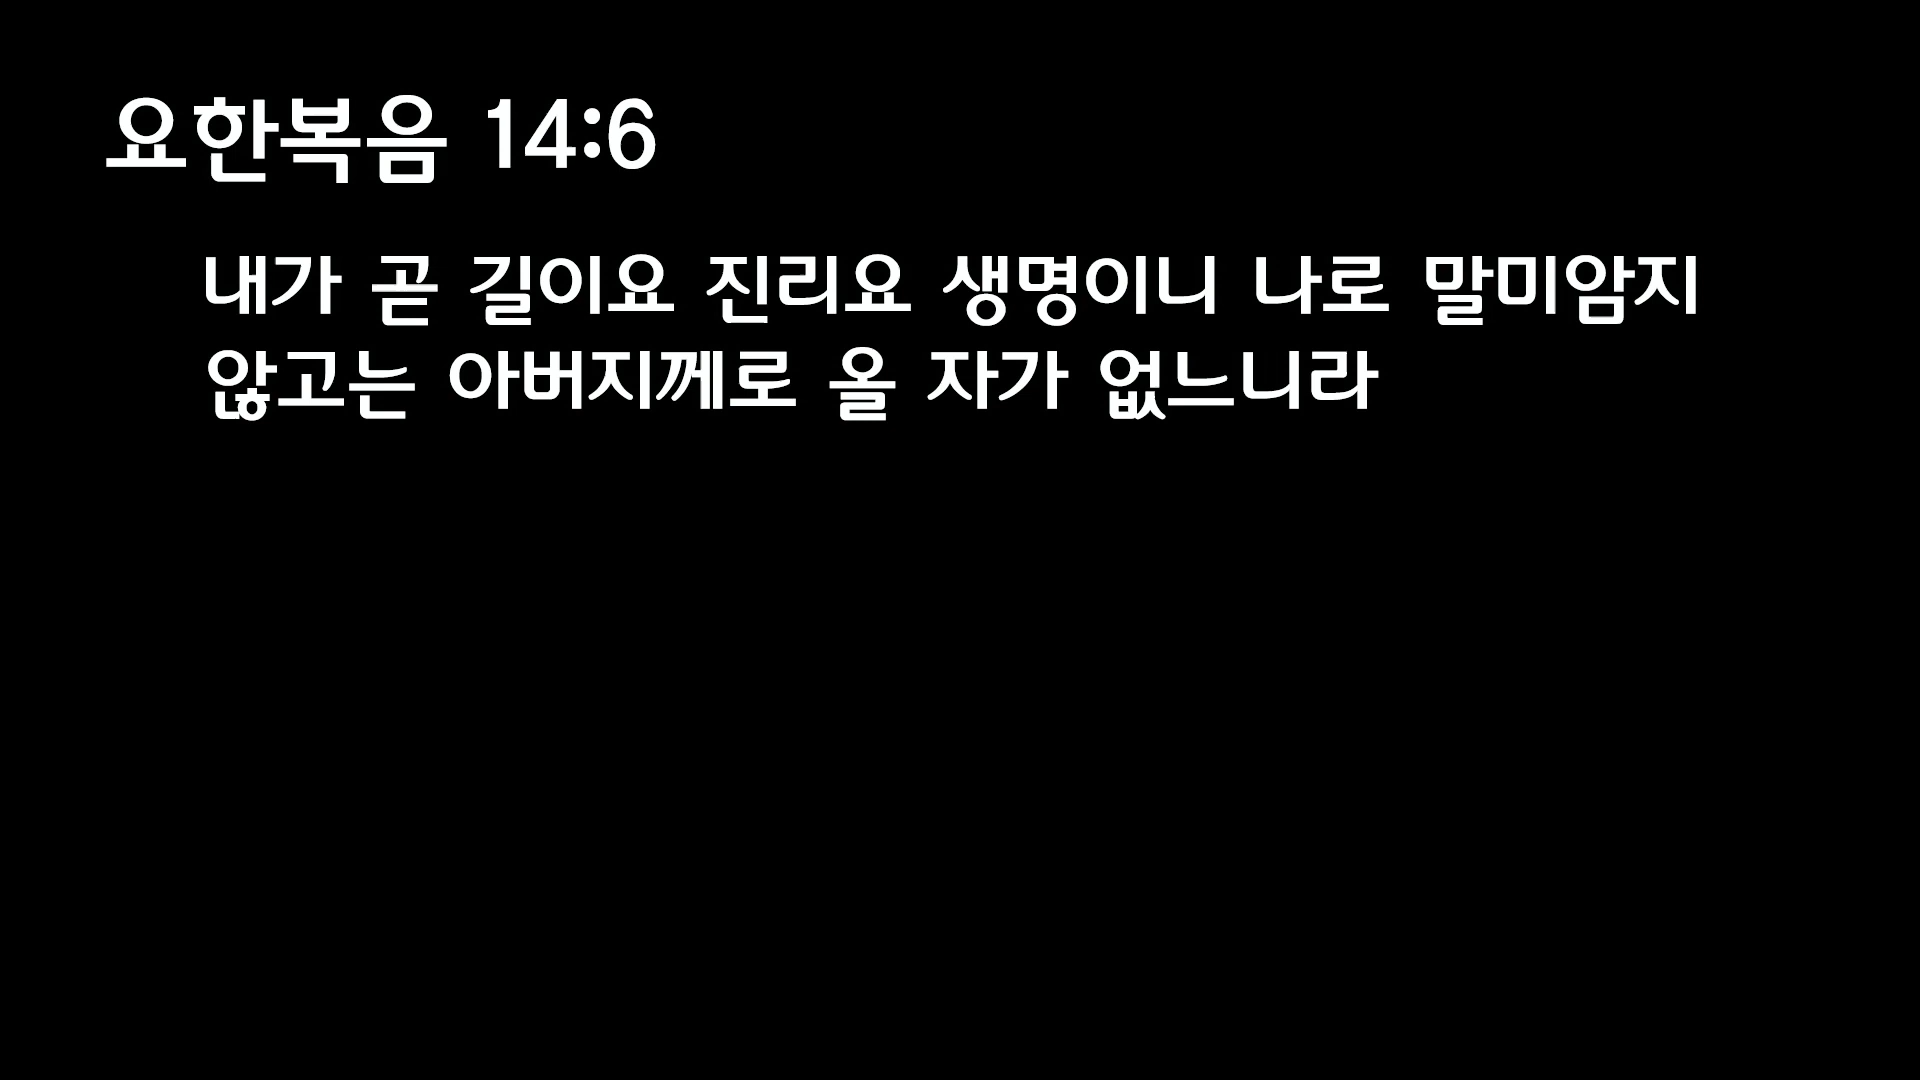 요한복음 14:6
내가 곧 길이요 진리요 생명이니 나로 말미암지
않고는 아버지께로 올 자가 없느니라